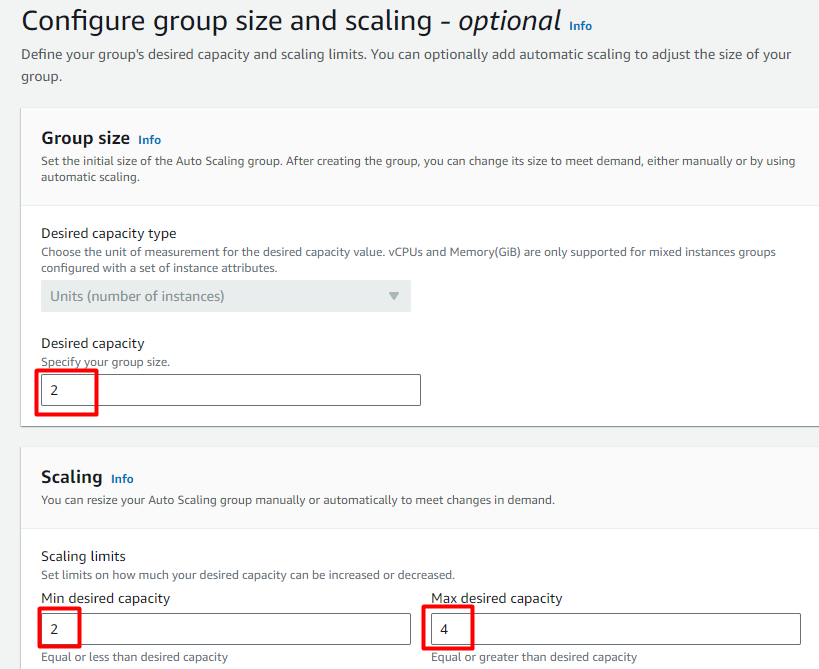 Configure group size and scaling - optional Info
Define your group's desired capacity and scaling limits. You can optionally add automatic scaling to adjust the size of your
group.
Group size Info
Set the initial size of the Auto Scaling group. After creating the group, you can change its size to meet demand, either manually or by using
automatic scaling.
Desired capacity type
Choose the unit of measurement for the desired capacity value. vCPUs and Memory(GiB) are only supported for mixed instances groups
configured with a set of instance attributes.
Units (number of instances)
Desired capacity
Specify your group size.
2
Scaling Info
You can resize your Auto Scaling group manually or automatically to meet changes in demand.
Scaling limits
Set limits on how much your desired capacity can be increased or decreased.
Min desired capacity
2
Equal or less than desired capacity
Max desired capacity
4
Equal or greater than desired capacity